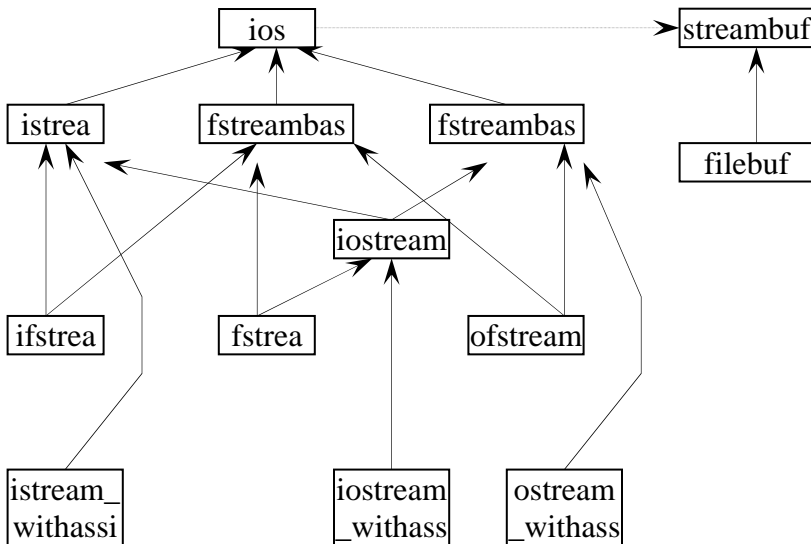 ios
streambuf
istrea
fstreambas
fstreambas
filebuf
iostream
ifstrea
fstrea
ofstream
istream_
withassi
iostream
_withass
ostream
_withass